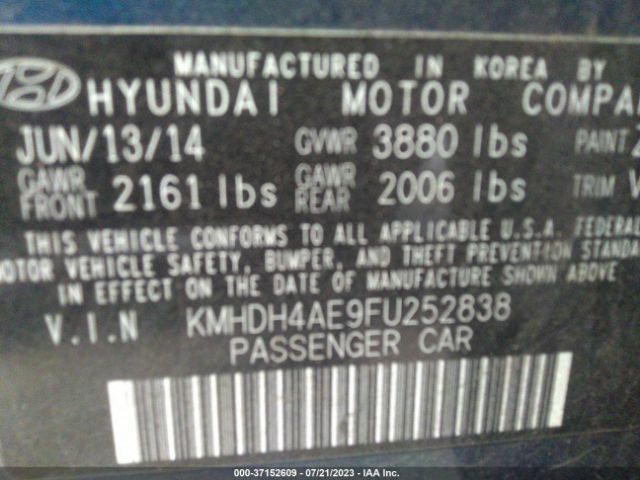 MANUFACTURED IN KOREA BY
HYUNDAI MOTOR COMPA
JUN/13/14 GVWR 3880 lbs PAINT
GAWR FRONT 2161 lbs GAWR REAR 2006 lbs TRIM
THIS VEHICLE CONFORMS TO ALL APPLICABLE U.S.A. FEDERAL
MOTOR VEHICLE SAFETY, BUMPER, AND THEFT PREVENTION STANDA
IN EFFECT ON THE DATE OF MANUFACTURE SHOWN ABOVE
V.I.N KMHDH4AE9FU252838
PASSENGER CAR
000-37152609 - 07/21/2023 - IAA Inc.